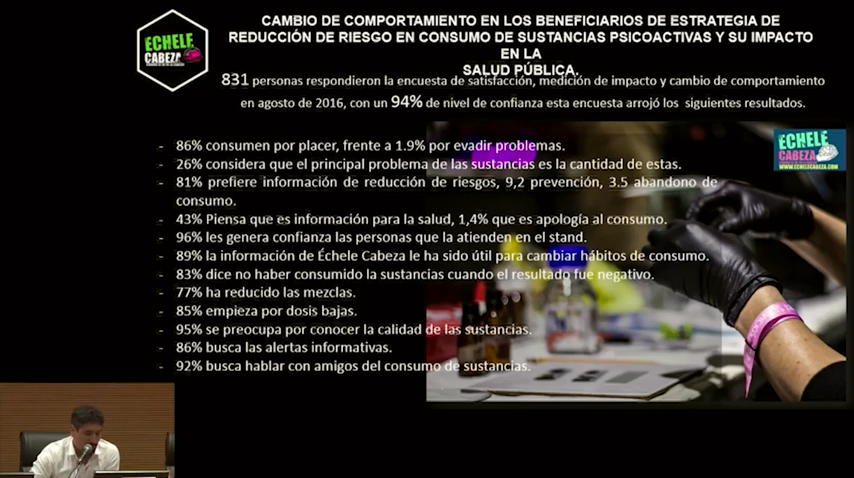 ECHELE
CABEZA
CAMBIO DE COMPORTAMIENTO EN LOS BENEFICIARIOS DE ESTRATEGIA DE
REDUCCIÓN DE RIESGO EN CONSUMO DE SUSTANCIAS PSICOACTIVAS Y SU IMPACTO
EN LA
SALUD PÚBLICA.
831 personas respondieron la encuesta de satisfacción, medición de impacto y cambio de comportamiento
en agosto de 2016, con un 94% de nivel de confianza esta encuesta arrojó los siguientes resultados.
ECHELE
CABEZA
WWW.ECHELECABEZA.COM
- 86% consumen por placer, frente a 1.9% por evadir problemas.
- 26% considera que el principal problema de las sustancias es la cantidad de estas.
- 81% prefiere información de reducción de riesgos, 9,2 prevención, 3.5 abandono de
consumo.
- 43% Piensa que es información para la salud, 1,4% que es apología al consumo.
- 96% les genera confianza las personas que la atienden en el stand.
- 89% la información de Échele Cabeza le ha sido útil para cambiar hábitos de consumo.
- 83% dice no haber consumido la sustancias cuando el resultado fue negativo.
- 77% ha reducido las mezclas.
- 85% empieza por dosis bajas.
- 95% se preocupa por conocer la calidad de las sustancias.
- 86% busca las alertas informativas.
- 92% busca hablar con amigos del consumo de sustancias.